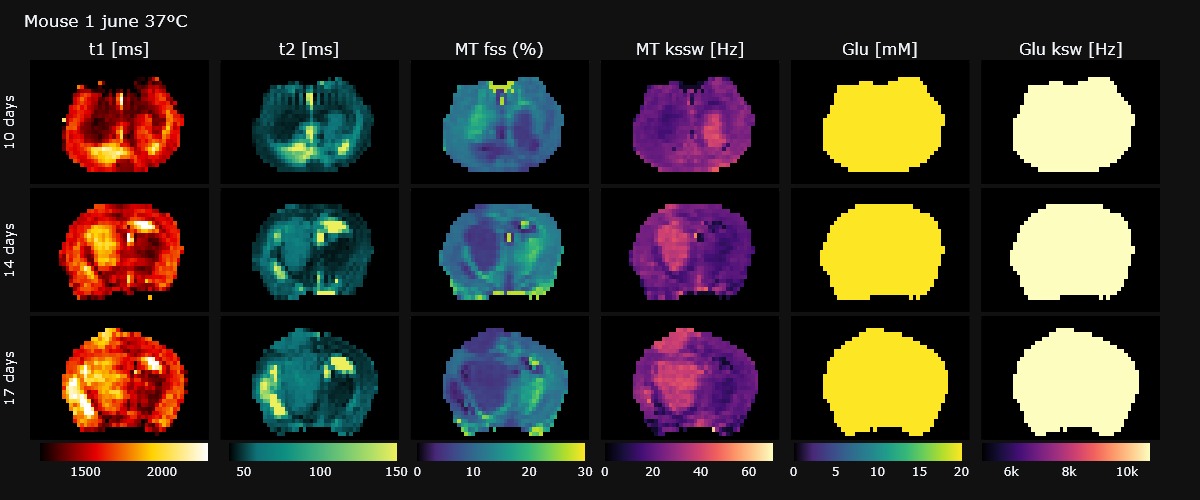 Mouse 1 june 37°C
t1 [ms] t2 [ms] MT fss (%) MT kssw [Hz] Glu [mM] Glu ksw [Hz]
10 days
14 days
17 days
1500 2000 50 100 150 0 10 20 30 0 20 40 60 0 5 10 15 20 6k 8k 10k